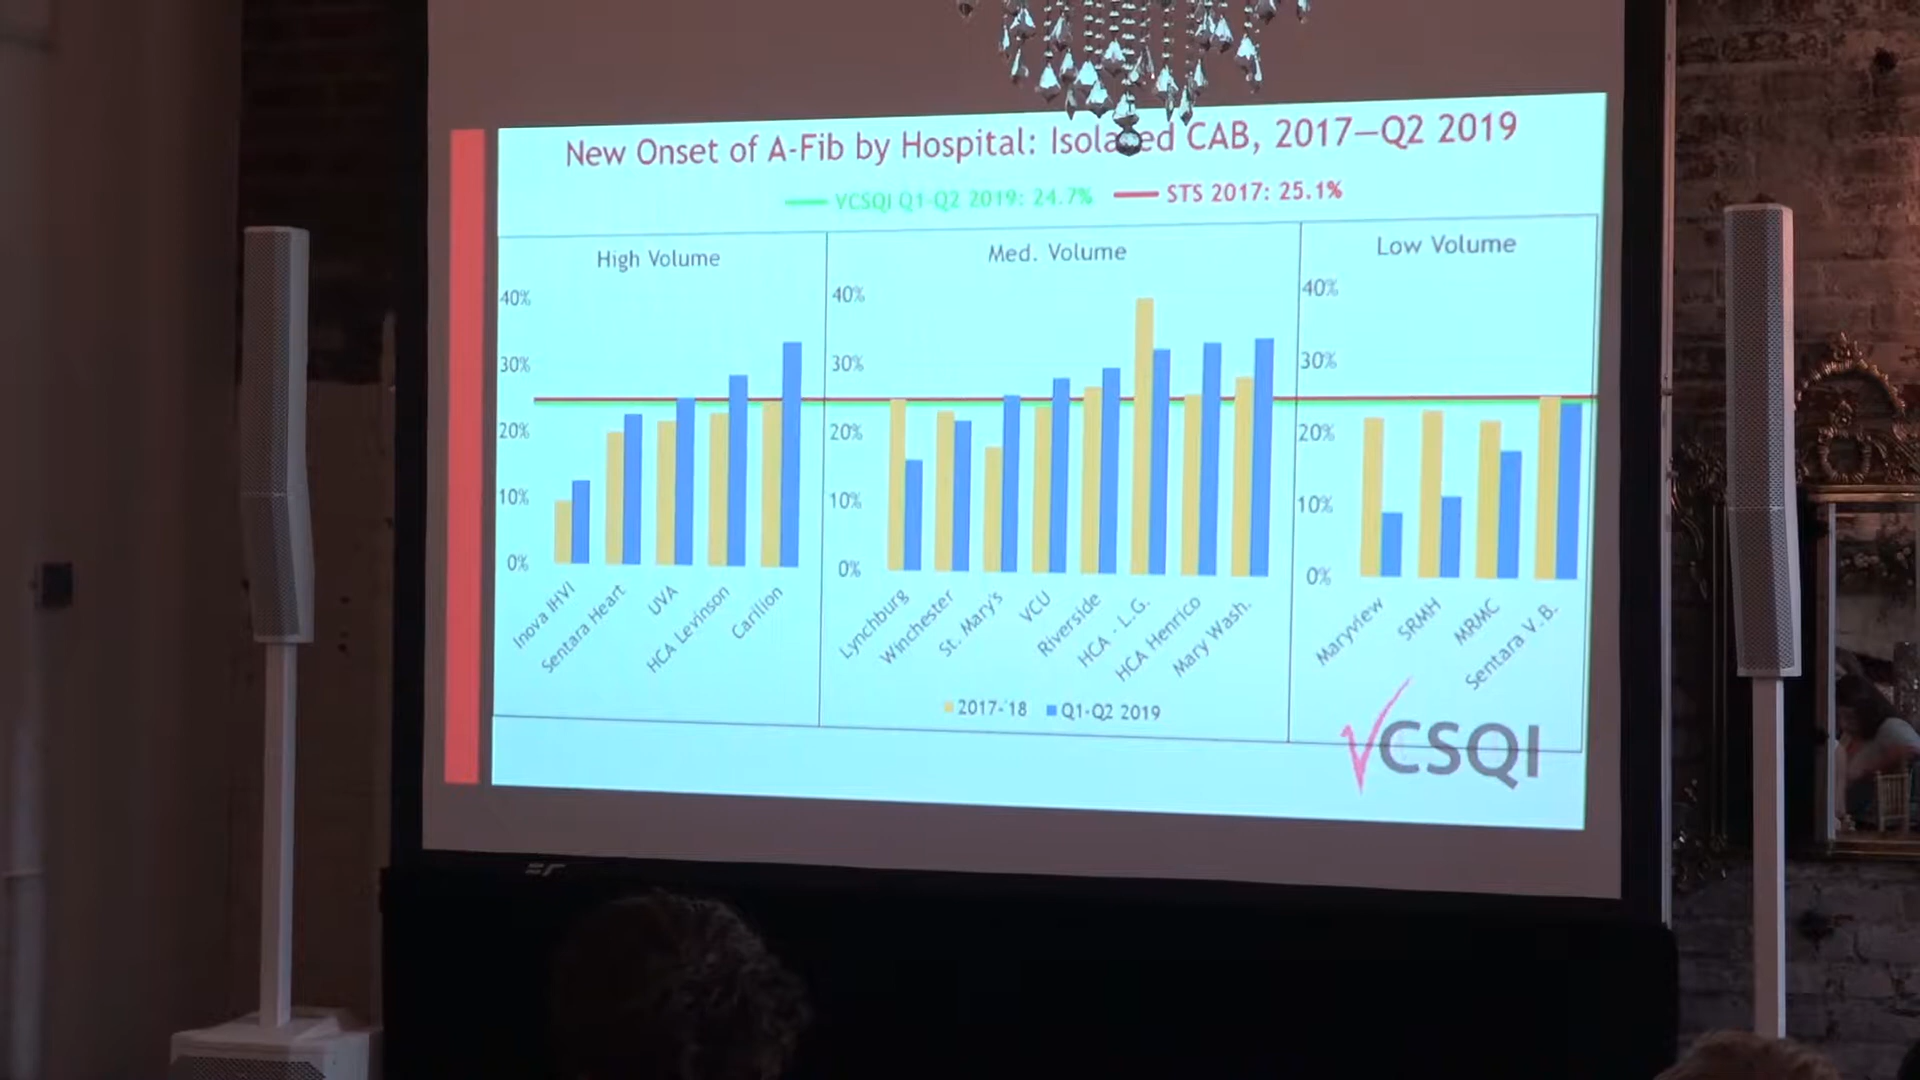 New Onset of A-Fib by Hospital: Isolated CAB, 2017—Q2 2019
VCSQI Q1-Q2 2019: 24.7% STS 2017: 25.1%
High Volume
40%
30%
20%
10%
0%
Inova IHVI
Sentara Heart
UVA
HCA Levinson
Carilion
Med. Volume
40%
30%
20%
10%
0%
Lynchburg
Winchester
St. Mary's
VCU
Riverside
HCA - L.G.
HCA Henrico
Mary Wash.
Low Volume
40%
30%
20%
10%
0%
Maryview
SRMH
MRMC
Sentara V.B.
2017-'18 Q1-Q2 2019
VCSQI